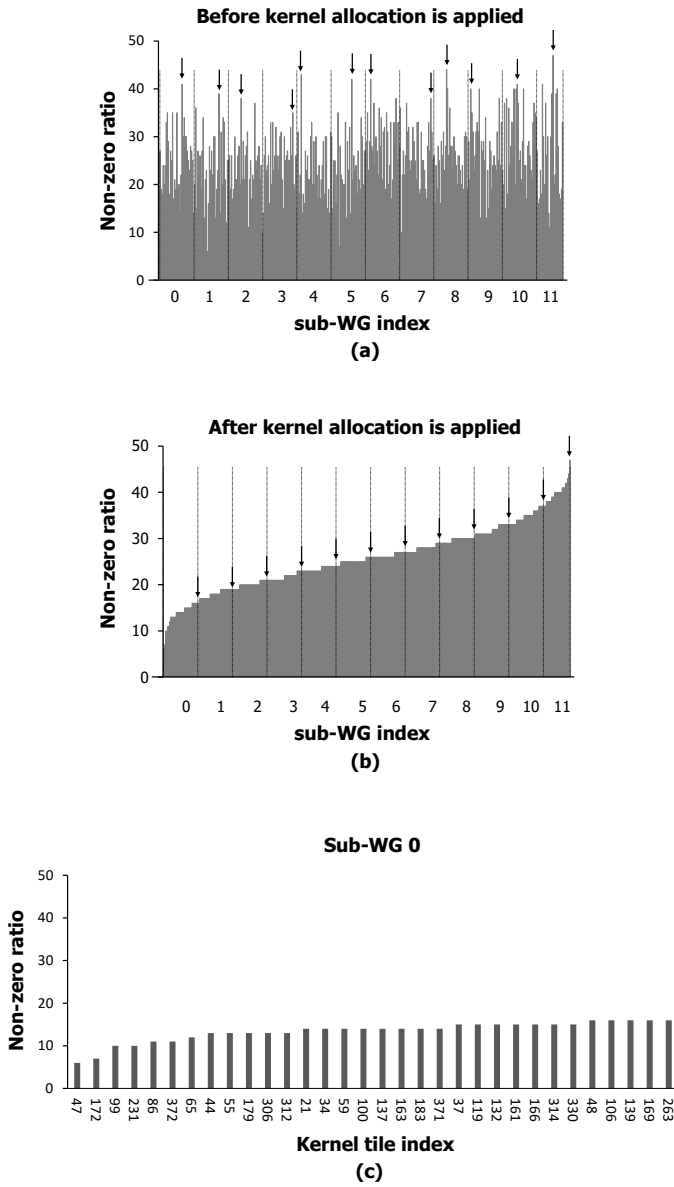 Before kernel allocation is applied
50
40
30
20
10
0
Non-zero ratio
0 1 2 3 4 5 6 7 8 9 10 11
sub-WG index
(a)
After kernel allocation is applied
50
40
30
20
10
0
Non-zero ratio
0 1 2 3 4 5 6 7 8 9 10 11
sub-WG index
(b)
Sub-WG 0
50
40
30
20
10
0
Non-zero ratio
47 172 99 231 86 372 65 44 55 179 306 312 21 34 59 100 137 163 183 371 37 119 132 161 166 314 330 48 106 139 169 263
Kernel tile index
(c)